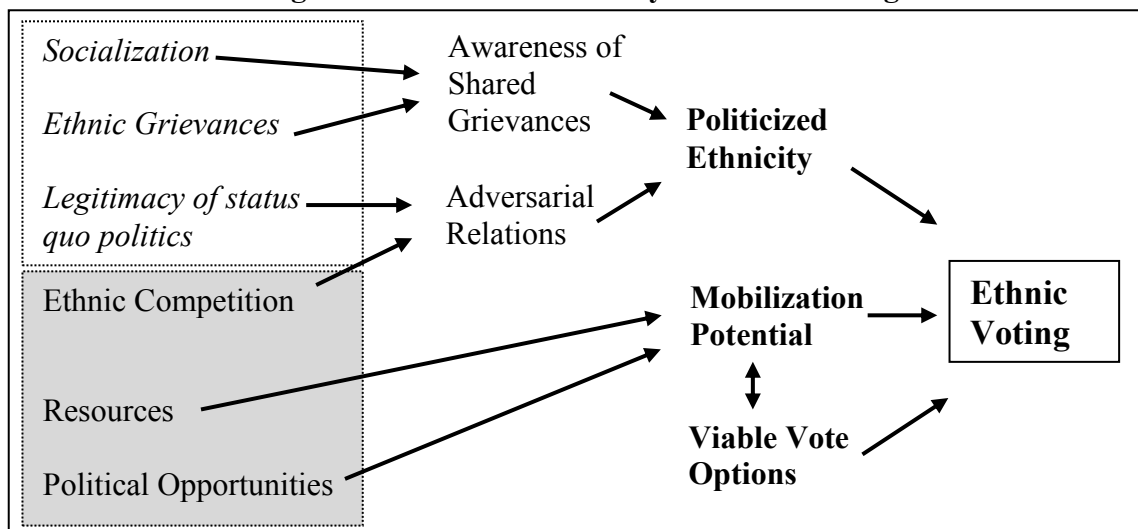 Socialization
Ethnic Grievances
Legitimacy of status
quo politics
Ethnic Competition
Resources
Political Opportunities
Awareness of
Shared
Grievances
Adversarial
Relations
Politicized
Ethnicity
Mobilization
Potential
Viable Vote
Options
Ethnic
Voting